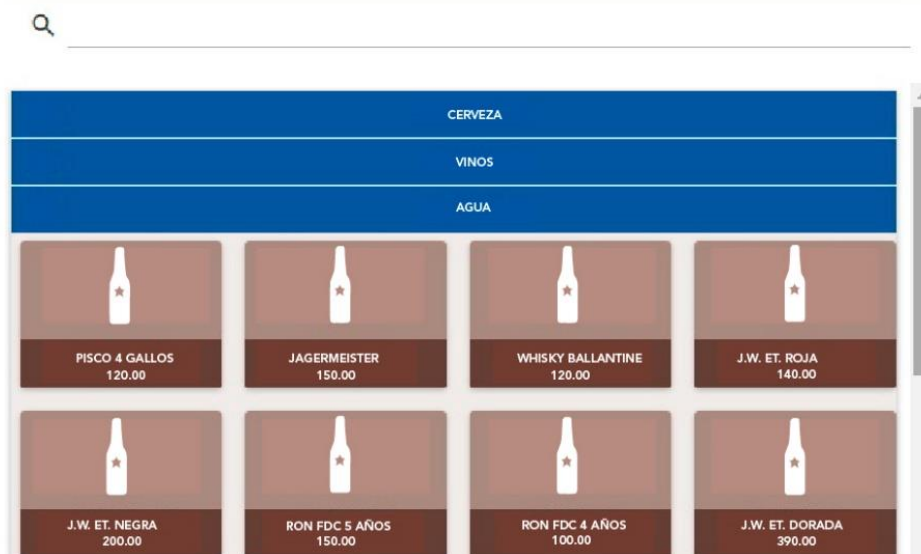 CERVEZA
VINOS
AGUA
PISCO 4 GALLOS
120.00
JAGERMEISTER
150.00
WHISKY BALLANTINE
120.00
J.W. ET. ROJA
140.00
J.W. ET. NEGRA
200.00
RON FDC 5 AÑOS
150.00
RON FDC 4 AÑOS
100.00
J.W. ET. DORADA
390.00